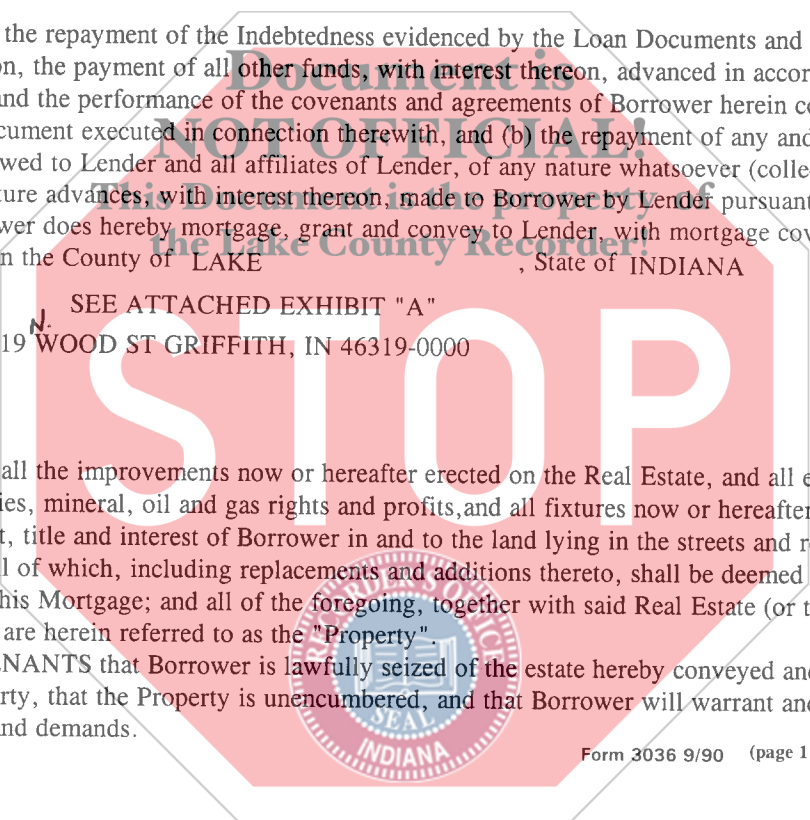 the repayment of the Indebtedness evidenced by the Loan Documents and
on, the payment of all other funds, with interest thereon, advanced in accor
Document is
and the performance of the covenants and agreements of Borrower herein co
cument executed in connection therewith, and (b) the repayment of any and
NOT OFFICIAL!
wed to Lender and all affiliates of Lender, of any nature whatsoever (colle
ture advances, with interest thereon, made to Borrower by Lender pursuant
This Document is the property of
wer does hereby mortgage, grant and convey to Lender, with mortgage cov
the Lake County Recorder!
n the County of LAKE , State of INDIANA
SEE ATTACHED EXHIBIT "A"
N.
19 WOOD ST GRIFFITH, IN 46319-0000
STOP
all the improvements now or hereafter erected on the Real Estate, and all e
ies, mineral, oil and gas rights and profits,and all fixtures now or hereafter
t, title and interest of Borrower in and to the land lying in the streets and r
l of which, including replacements and additions thereto, shall be deemed
his Mortgage; and all of the foregoing, together with said Real Estate (or t
are herein referred to as the "Property".
ENANTS that Borrower is lawfully seized of the estate hereby conveyed and
rty, that the Property is unencumbered, and that Borrower will warrant and
nd demands.
RECORDER'S OFFICE
SEAL
INDIANA
Form 3036 9/90 (page 1